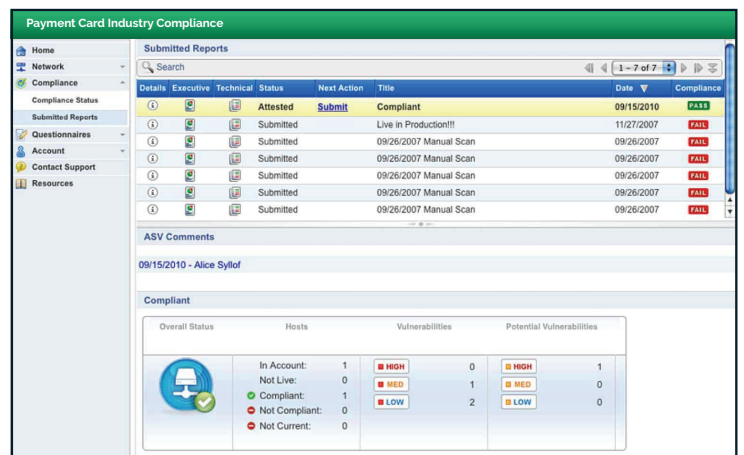 Payment Card Industry Compliance
Home
Network
Compliance
Compliance Status
Submitted Reports
Questionnaires
Account
Contact Support
Resources
Submitted Reports
Search
1 - 7 of 7
Details Executive Technical Status Next Action Title Date Compliance
Attested Submit Compliant 09/15/2010 PASS
Submitted Live in Production!!! 11/27/2007 FAIL
Submitted 09/26/2007 Manual Scan 09/26/2007 FAIL
Submitted 09/26/2007 Manual Scan 09/26/2007 FAIL
Submitted 09/26/2007 Manual Scan 09/26/2007 FAIL
Submitted 09/26/2007 Manual Scan 09/26/2007 FAIL
Submitted 09/26/2007 Manual Scan 09/26/2007 FAIL
ASV Comments
09/15/2010 - Alice Syllof
Compliant
Overall Status Hosts Vulnerabilities Potential Vulnerabilities
In Account: 1 HIGH 0 HIGH 1
Not Live: 0 MED 1 MED 0
Compliant: 1 LOW 2 LOW 0
Not Compliant: 0
Not Current: 0